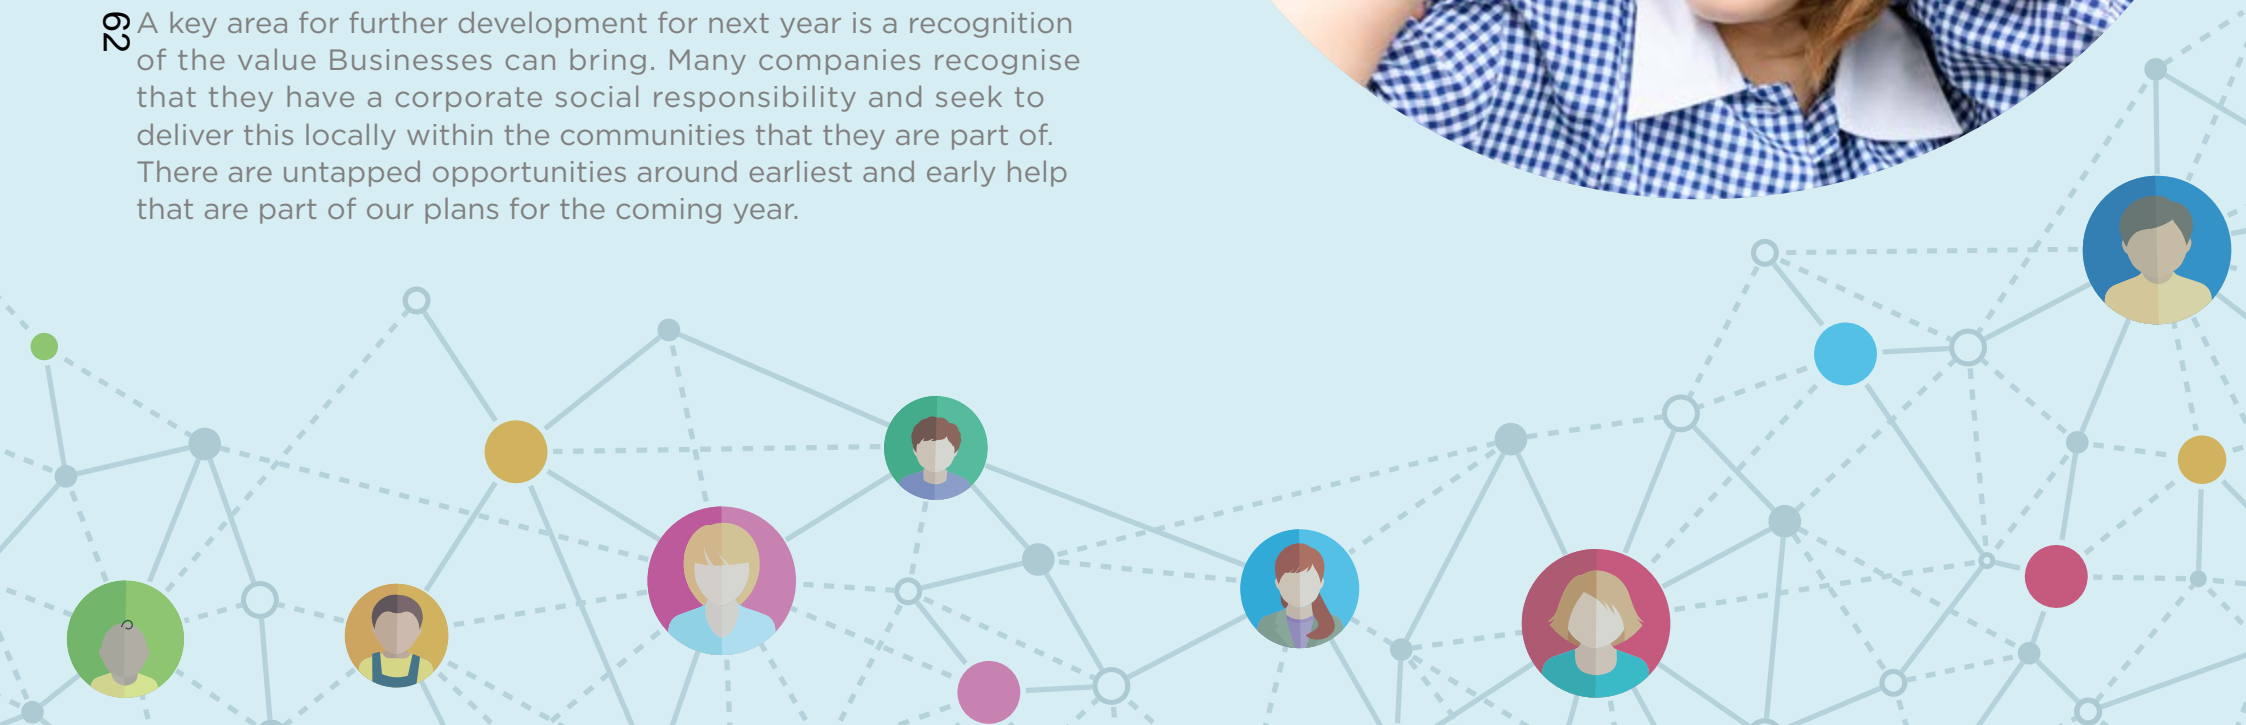 62
A key area for further development for next year is a recognition
of the value Businesses can bring. Many companies recognise
that they have a corporate social responsibility and seek to
deliver this locally within the communities that they are part of.
There are untapped opportunities around earliest and early help
that are part of our plans for the coming year.